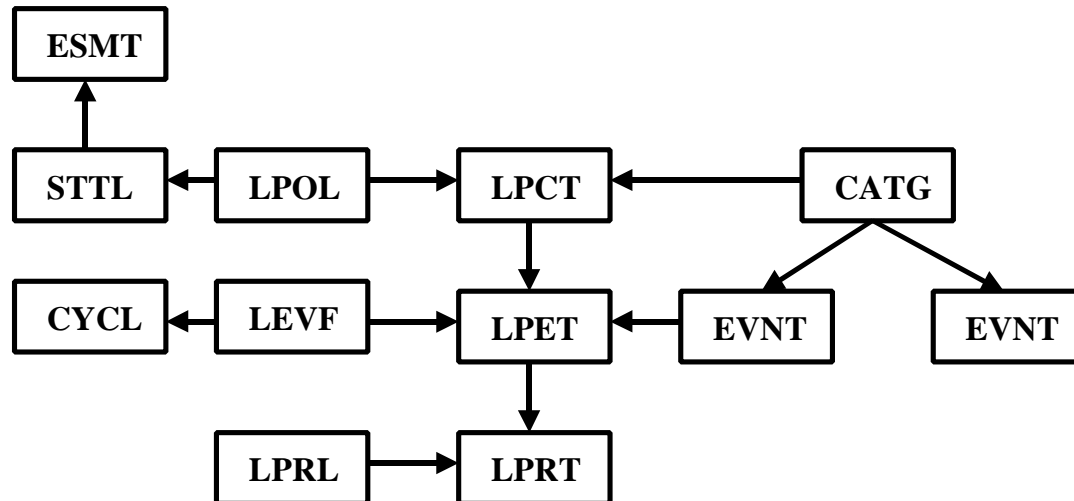 ESMT
STTL
LPOL
LPCT
CATG
CYCL
LEVF
LPET
EVNT
EVNT
LPRL
LPRT